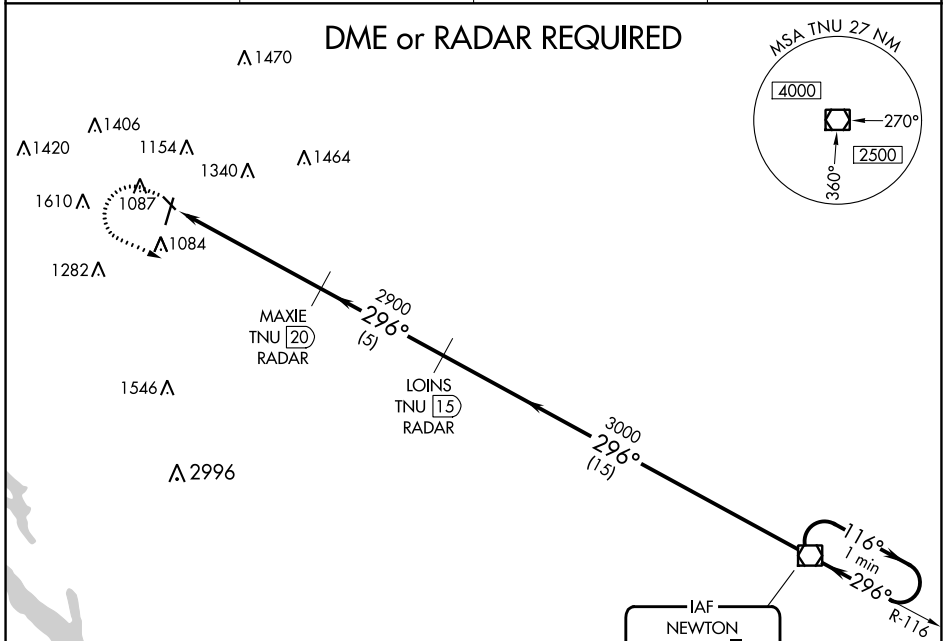 DME or RADAR REQUIRED
MSA TNU 27 NM
4000
270°
2500
360°
1470
1406
1420
1154
1340
1464
1610
1087
1084
1282
MAXIE
TNU 20
RADAR
2900
296°
(5)
LOINS
TNU 15
RADAR
1546
3000
296°
(15)
2996
116°
1 min
296°
R-116
IAF
NEWTON